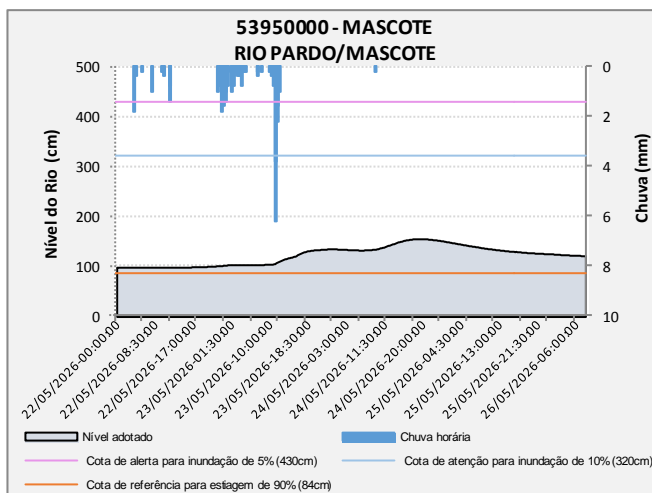 53950000 - MASCOTE
RIO PARDO/MASCOTE
Nível do Rio (cm)
500
400
300
200
100
0
0
2
4
6
8
10
Chuva (mm)
22/05/2026-00:00:00
22/05/2026-08:30:00
22/05/2026-17:00:00
23/05/2026-01:30:00
23/05/2026-10:00:00
23/05/2026-18:30:00
24/05/2026-03:00:00
24/05/2026-11:30:00
24/05/2026-20:00:00
25/05/2026-04:30:00
25/05/2026-13:00:00
25/05/2026-21:30:00
26/05/2026-06:00:00
Nível adotado
Chuva horária
Cota de alerta para inundação de 5% (430cm)
Cota de atenção para inundação de 10% (320cm)
Cota de referência para estiagem de 90% (84cm)